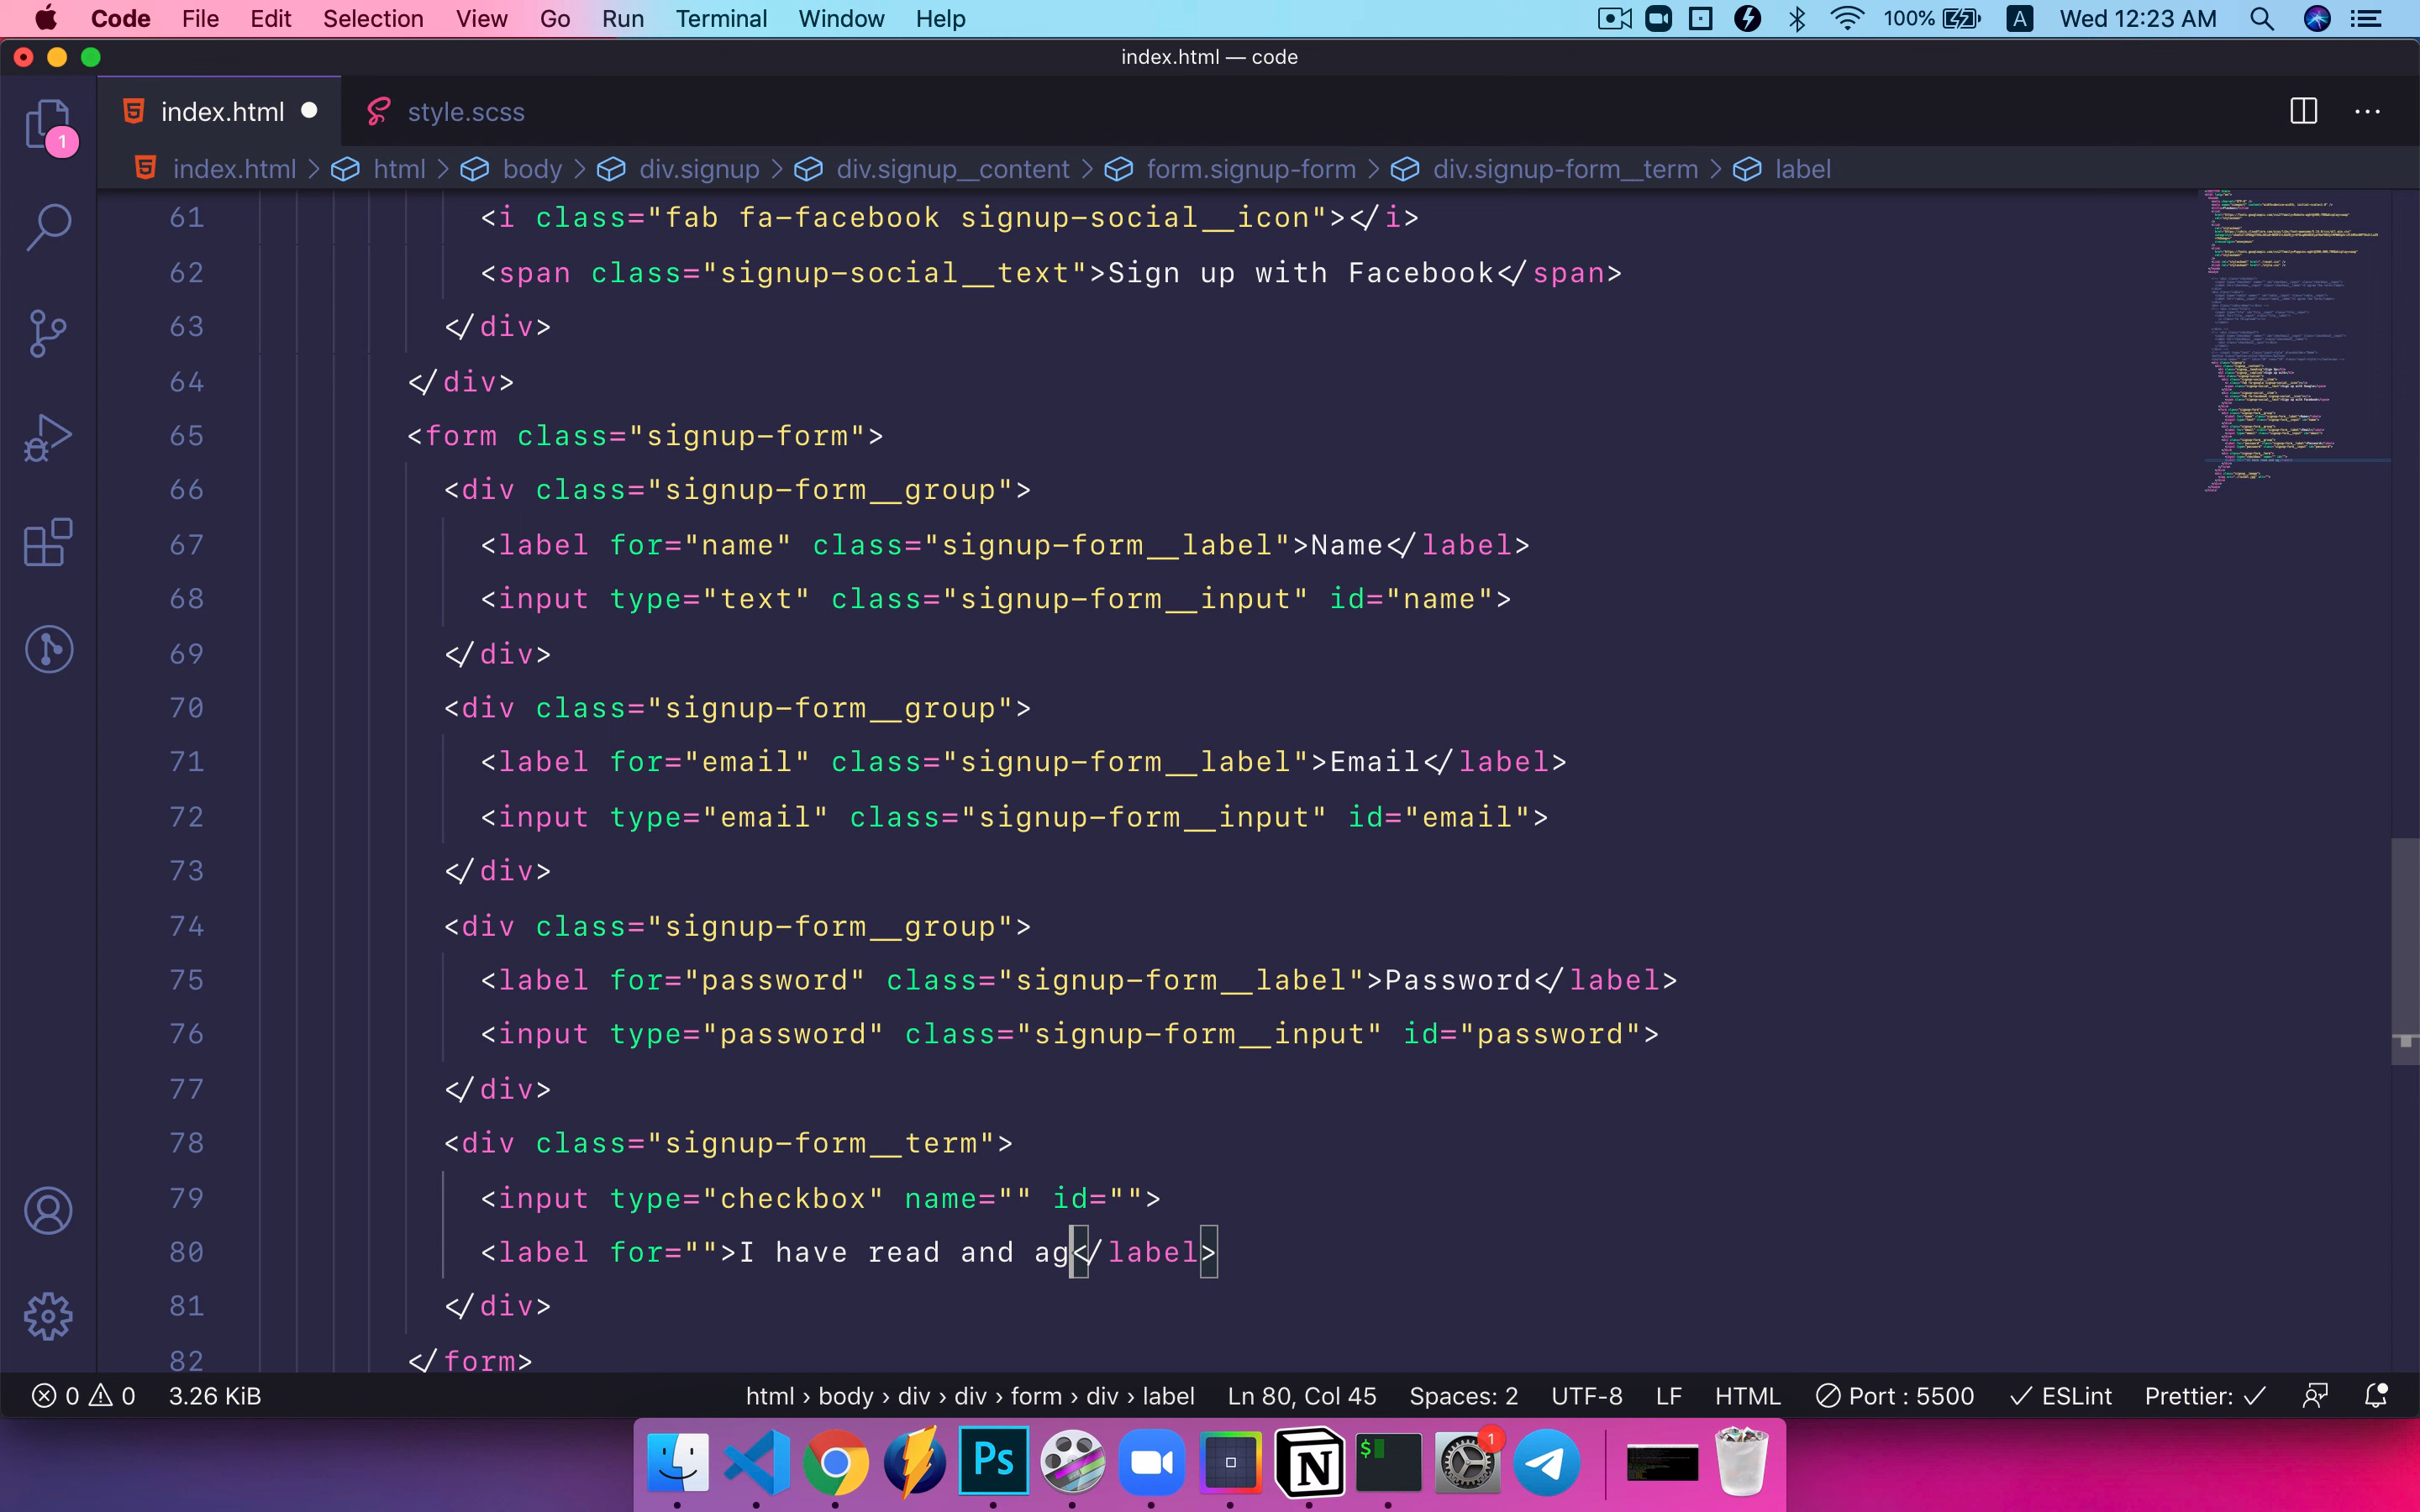 Code File Edit Selection View Go Run Terminal Window Help 100% A Wed 12:23 AM
index.html — code
index.html style.scss
1
index.html > html > body > div.signup > div.signup__content > form.signup-form > div.signup-form__term > label
61 <i class="fab fa-facebook signup-social__icon"></i>
62 <span class="signup-social__text">Sign up with Facebook</span>
63 </div>
64 </div>
65 <form class="signup-form">
66 <div class="signup-form__group">
67 <label for="name" class="signup-form__label">Name</label>
68 <input type="text" class="signup-form__input" id="name">
69 </div>
70 <div class="signup-form__group">
71 <label for="email" class="signup-form__label">Email</label>
72 <input type="email" class="signup-form__input" id="email">
73 </div>
74 <div class="signup-form__group">
75 <label for="password" class="signup-form__label">Password</label>
76 <input type="password" class="signup-form__input" id="password">
77 </div>
78 <div class="signup-form__term">
79 <input type="checkbox" name="" id="">
80 <label for="">I have read and ag</label>
81 </div>
82 </form>
0 0 3.26 KiB html › body › div › div › form › div › label Ln 80, Col 45 Spaces: 2 UTF-8 LF HTML Port : 5500 ESLint Prettier:
Ps N $ 1